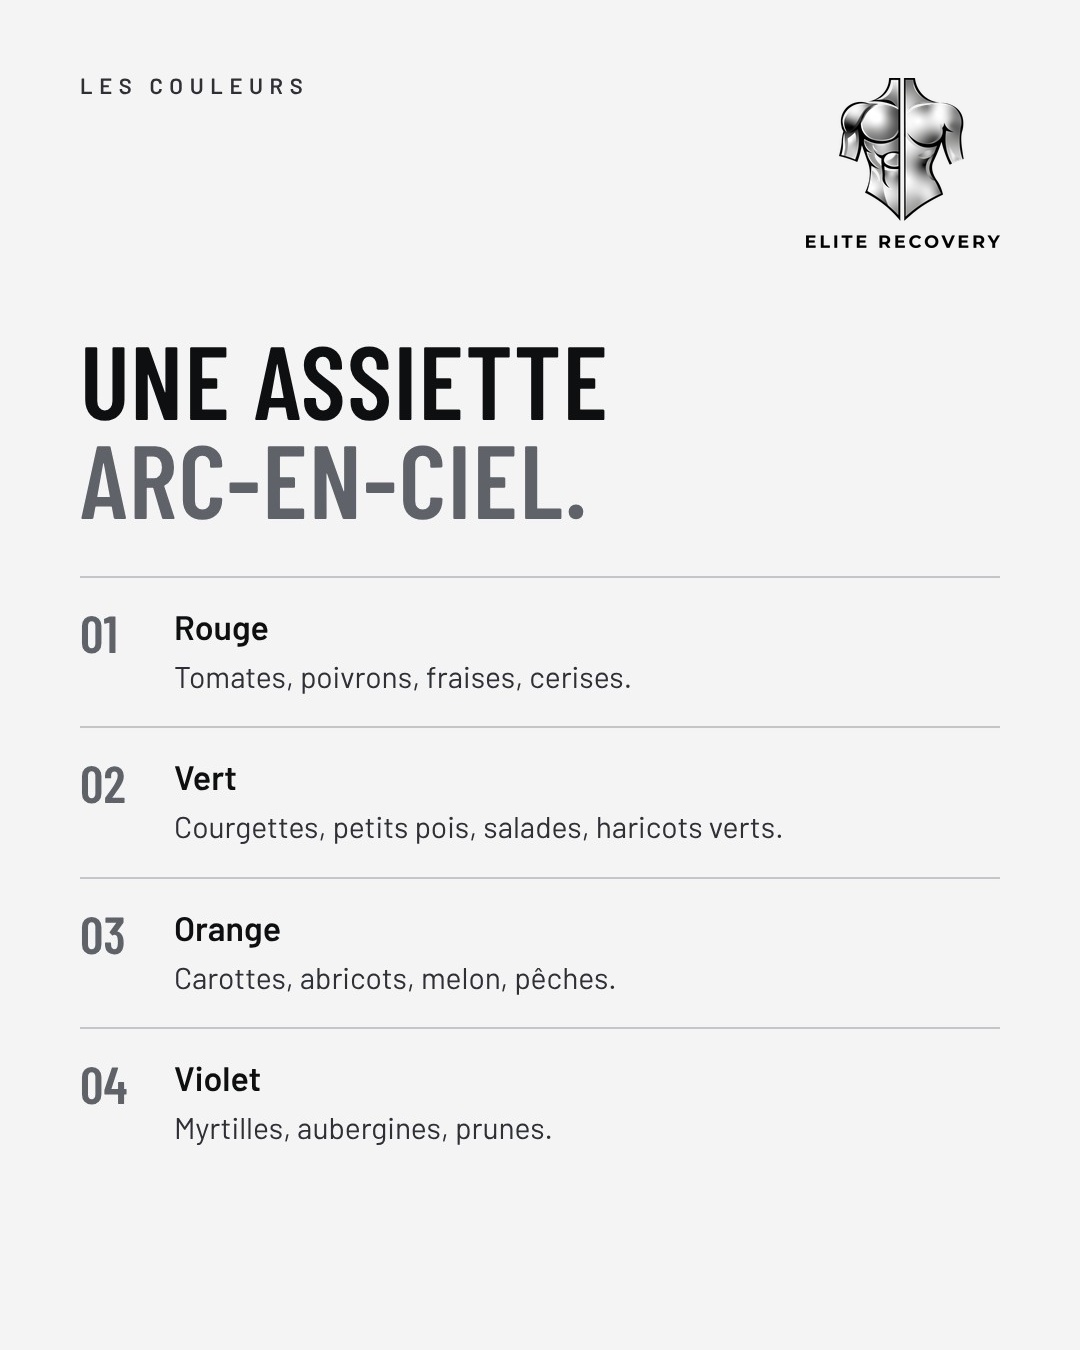 LES COULEURS
ELITE RECOVERY
UNE ASSIETTE
ARC-EN-CIEL.
01
Rouge
Tomates, poivrons, fraises, cerises.
02
Vert
Courgettes, petits pois, salades, haricots verts.
03
Orange
Carottes, abricots, melon, pêches.
04
Violet
Myrtilles, aubergines, prunes.